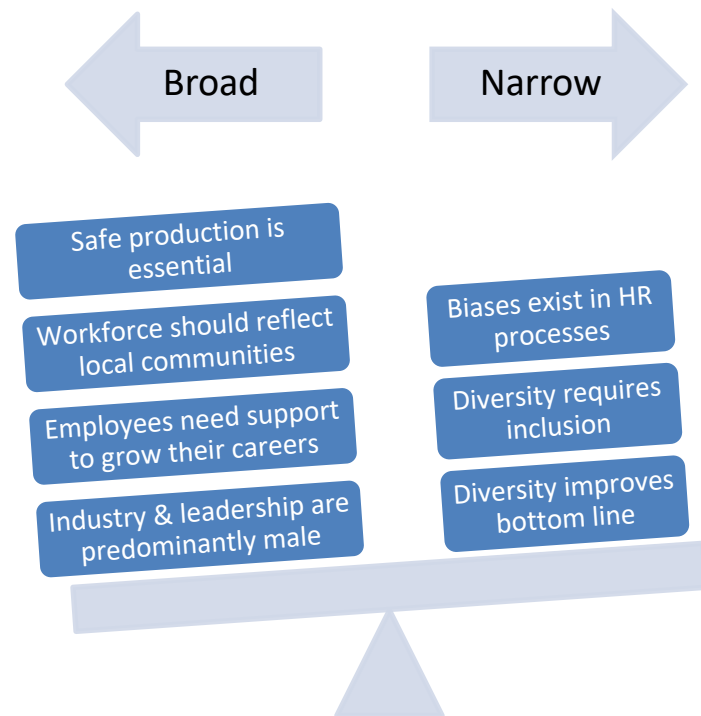 Broad
Narrow
Safe production is
essential
Workforce should reflect
local communities
Employees need support
to grow their careers
Industry & leadership are
predominantly male
Biases exist in HR
processes
Diversity requires
inclusion
Diversity improves
bottom line